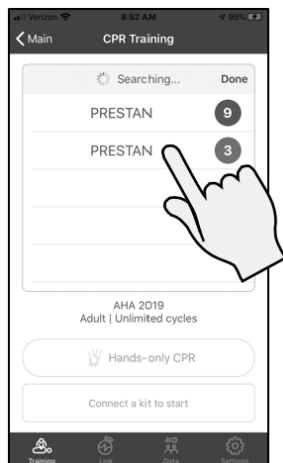 Verizon 8:52 AM 95%
Main CPR Training
Searching... Done
PRESTAN 9
PRESTAN 3
AHA 2019
Adult | Unlimited cycles
Hands-only CPR
Connect a kit to start
Training Link Data Settings